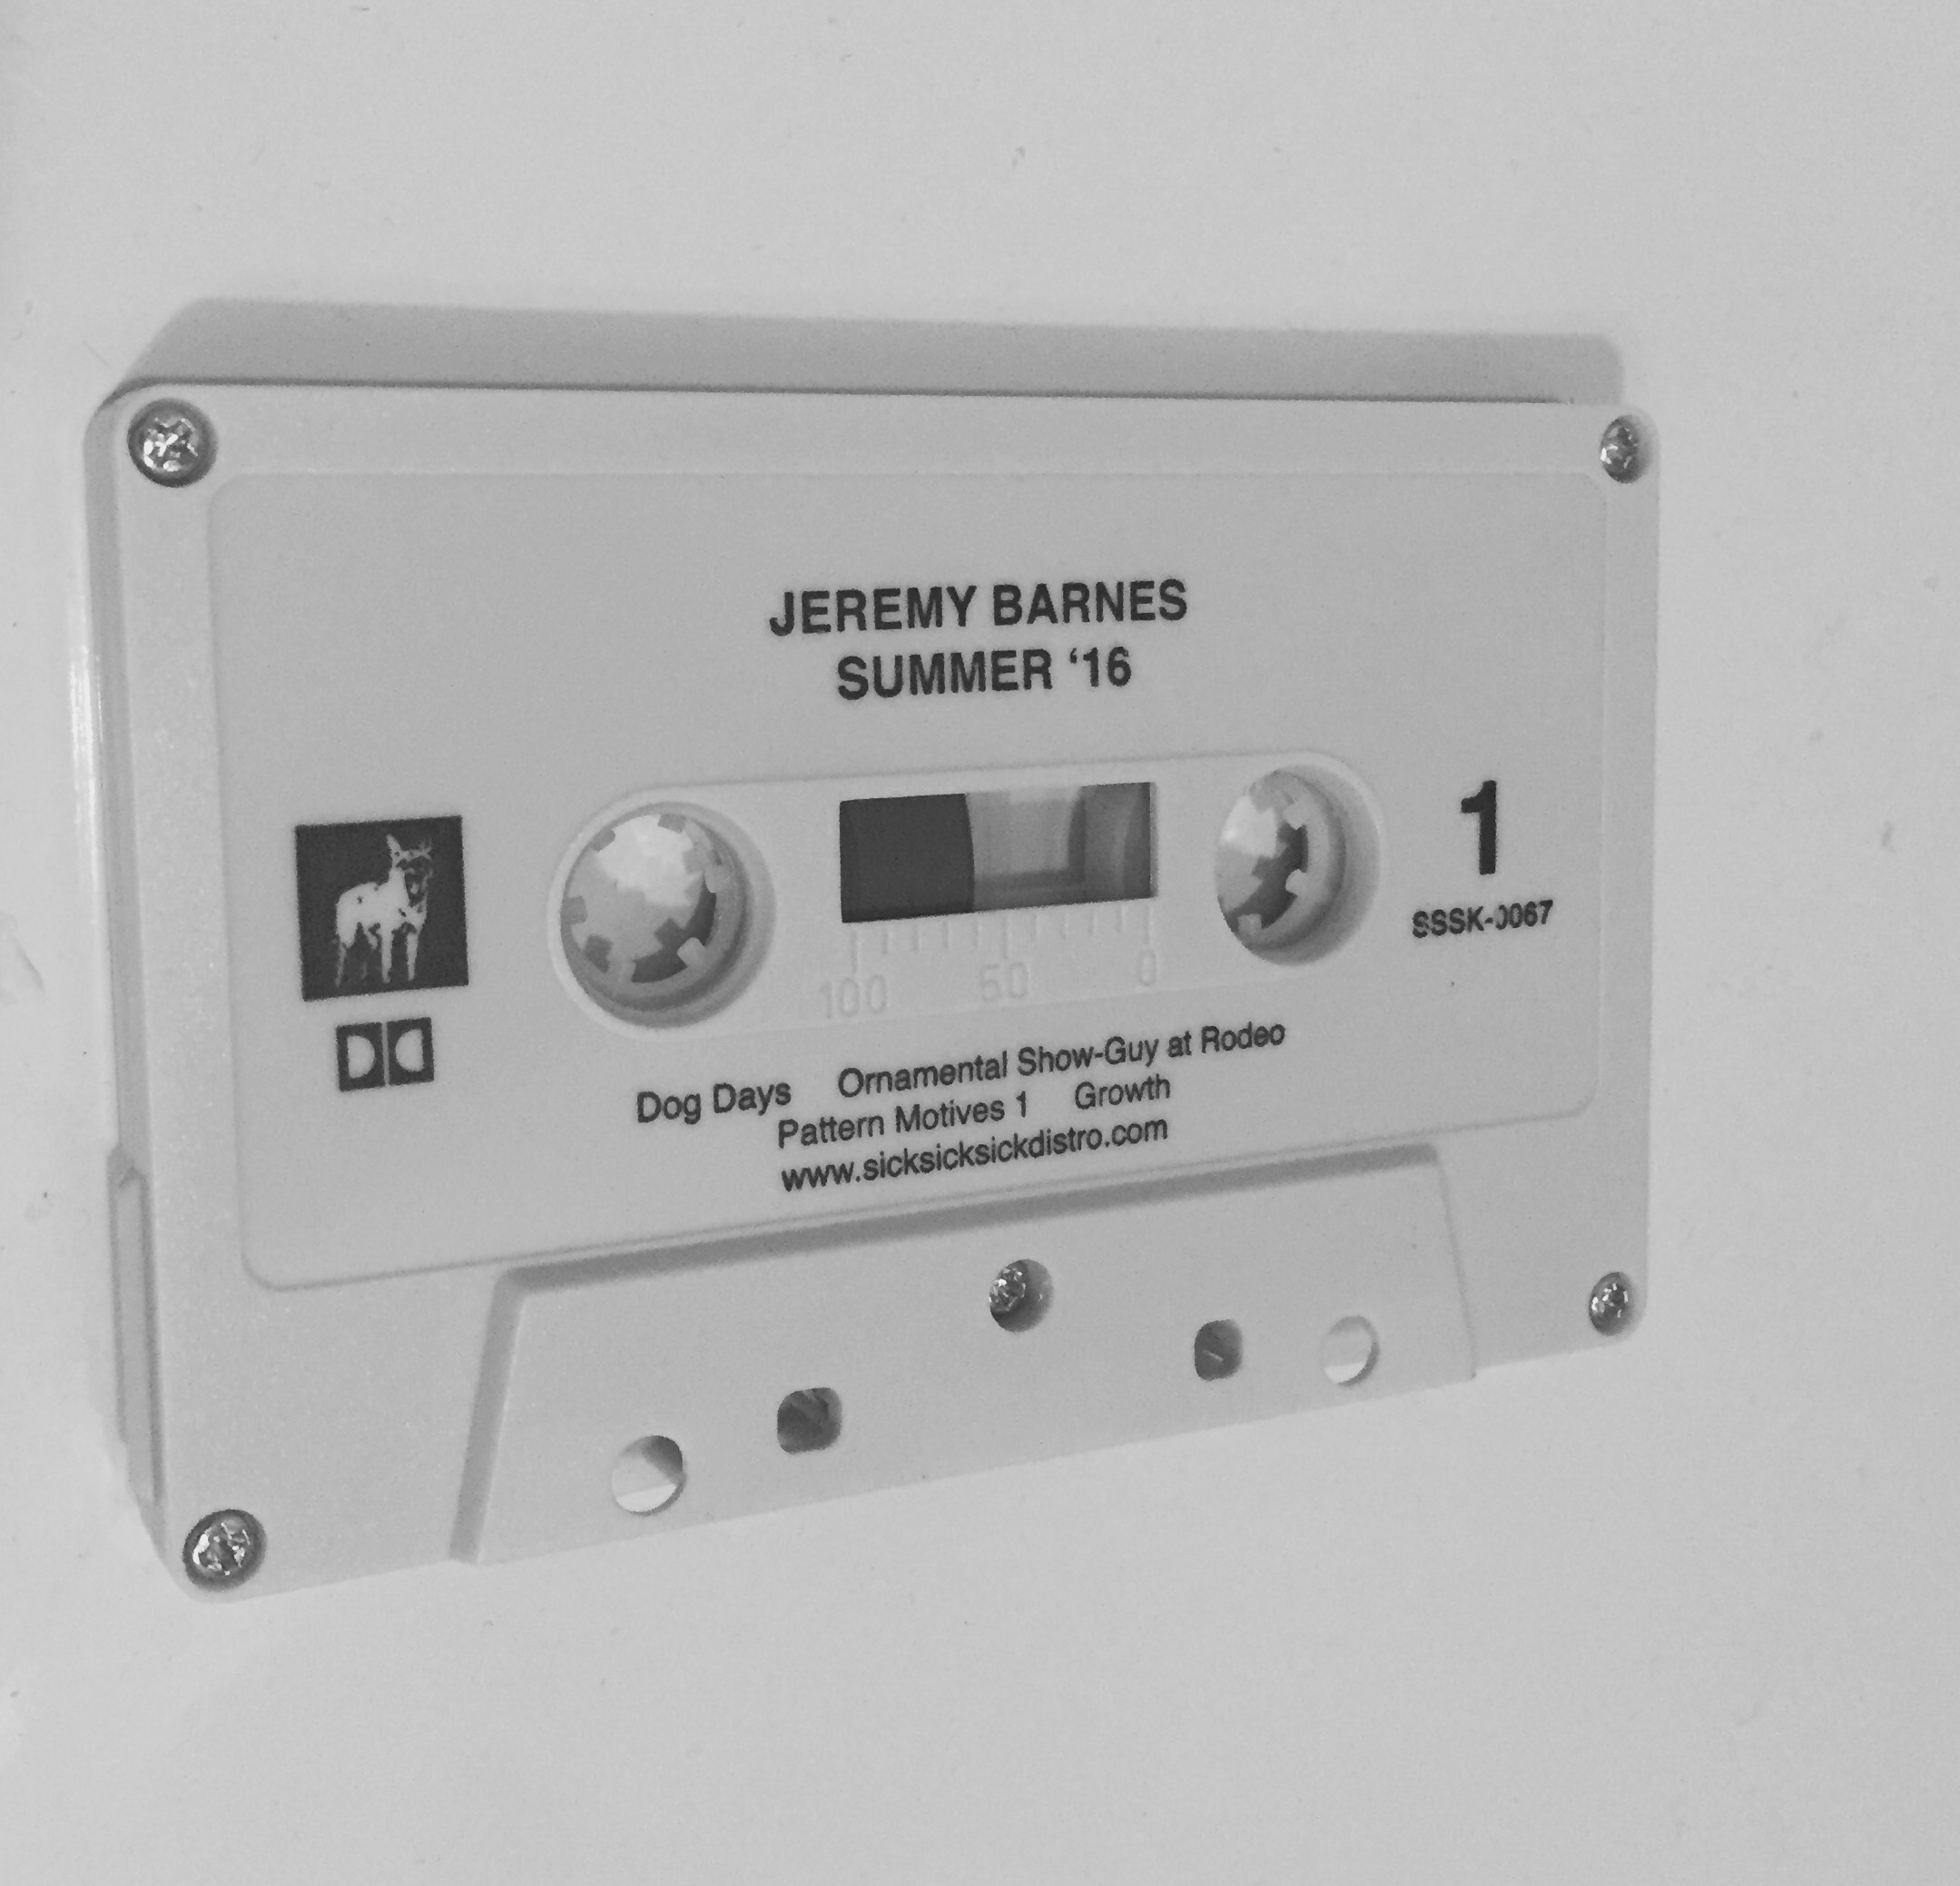 JEREMY BARNES
SUMMER ‘16
1
SSSK-0067
100 50 0
Dog Days Ornamental Show-Guy at Rodeo
Pattern Motives 1 Growth
www.sicksicksickdistro.com